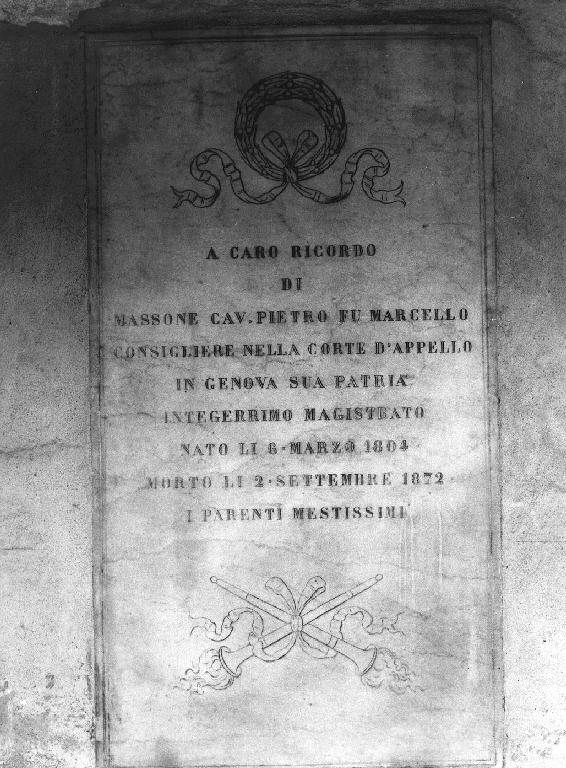 A CARO RICORDO
DI
MASSONE CAV. PIETRO FU MARCELLO
CONSIGLIERE NELLA CORTE D'APPELLO
IN GENOVA SUA PATRIA
INTEGERRIMO MAGISTRATO
NATO LI 8 · MARZO 1804
MORTO LI 2 · SETTEMBRE 1872
I PARENTI MESTISSIMI